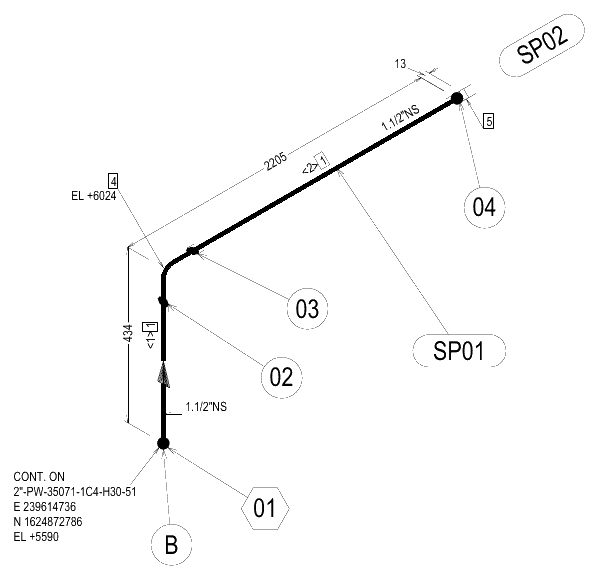 SP02
13
1.1/2"NS
5
2205
<2> 1
4
EL +6024
04
03
434
<1> 1
SP01
02
1.1/2"NS
CONT. ON
2"-PW-35071-1C4-H30-51
E 239614736
N 1624872786
EL +5590
01
B